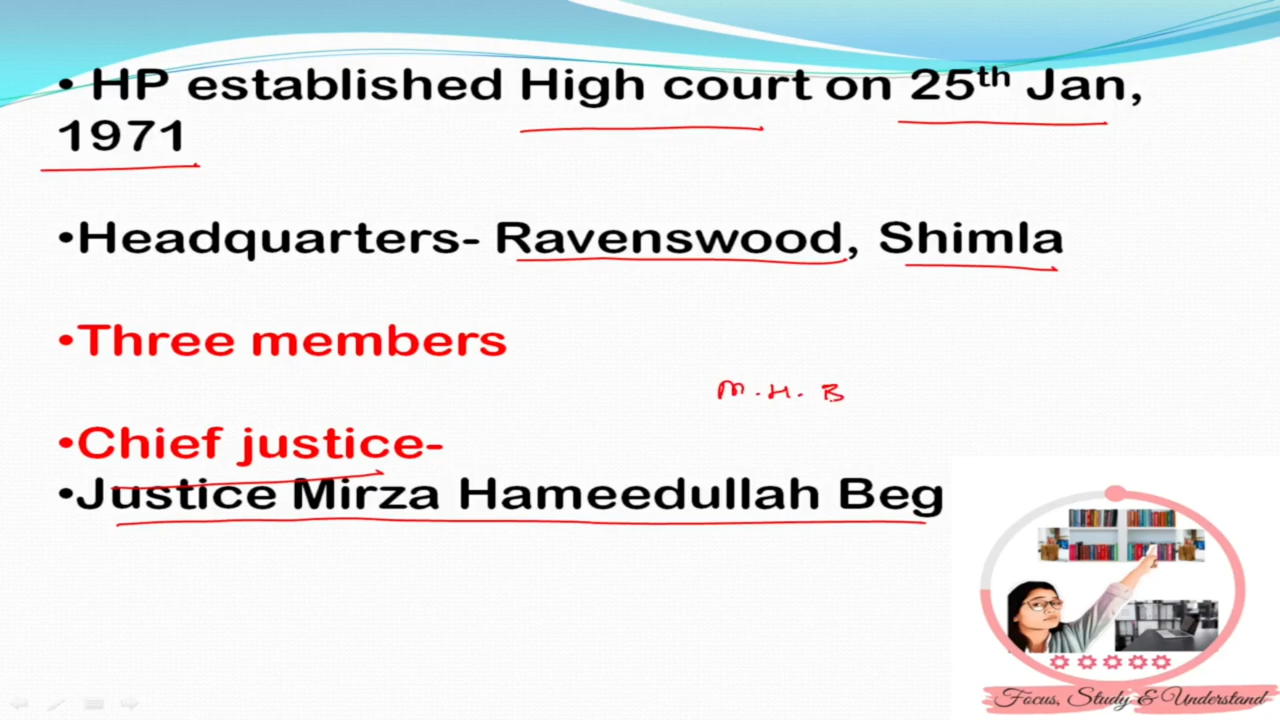 • HP established High court on 25th Jan,
1971
•Headquarters- Ravenswood, Shimla
•Three members
M.H.B
•Chief justice-
•Justice Mirza Hameedullah Beg
Focus, Study & Understand